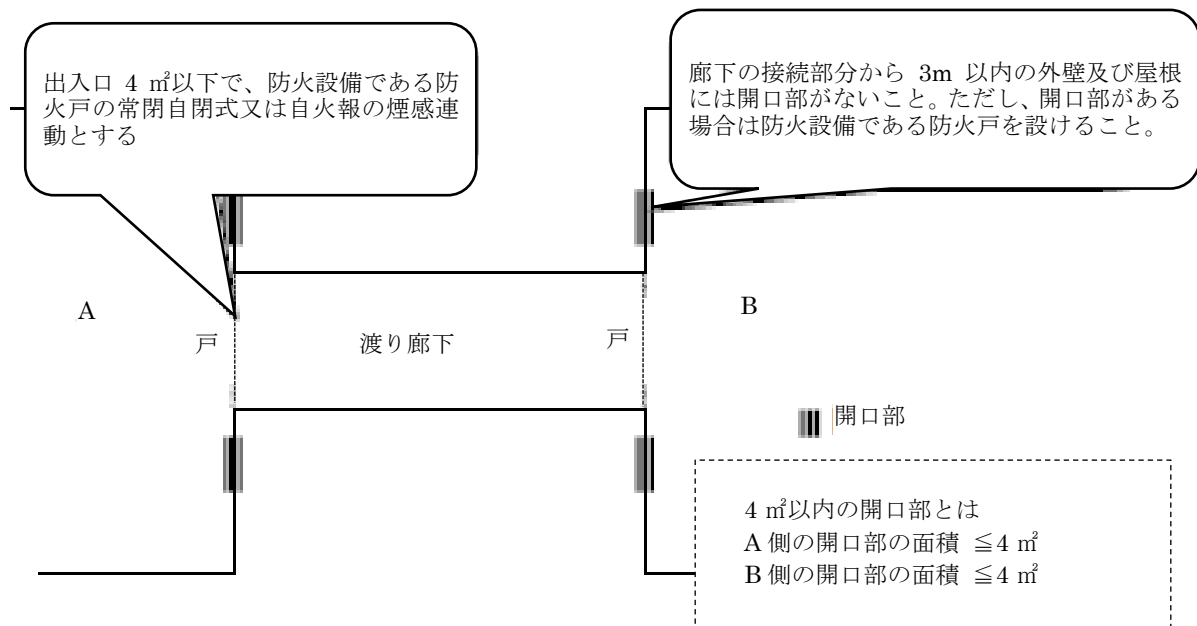 出入口 4 ㎡以下で、防火設備である防
火戸の常閉自閉式又は自火報の煙感連
動とする
廊下の接続部分から 3m 以内の外壁及び屋根
には開口部がないこと。ただし、開口部がある
場合は防火設備である防火戸を設けること。
A
B
戸
渡り廊下
戸
開口部
4 ㎡以内の開口部とは
A 側の開口部の面積 ≦4 ㎡
B 側の開口部の面積 ≦4 ㎡